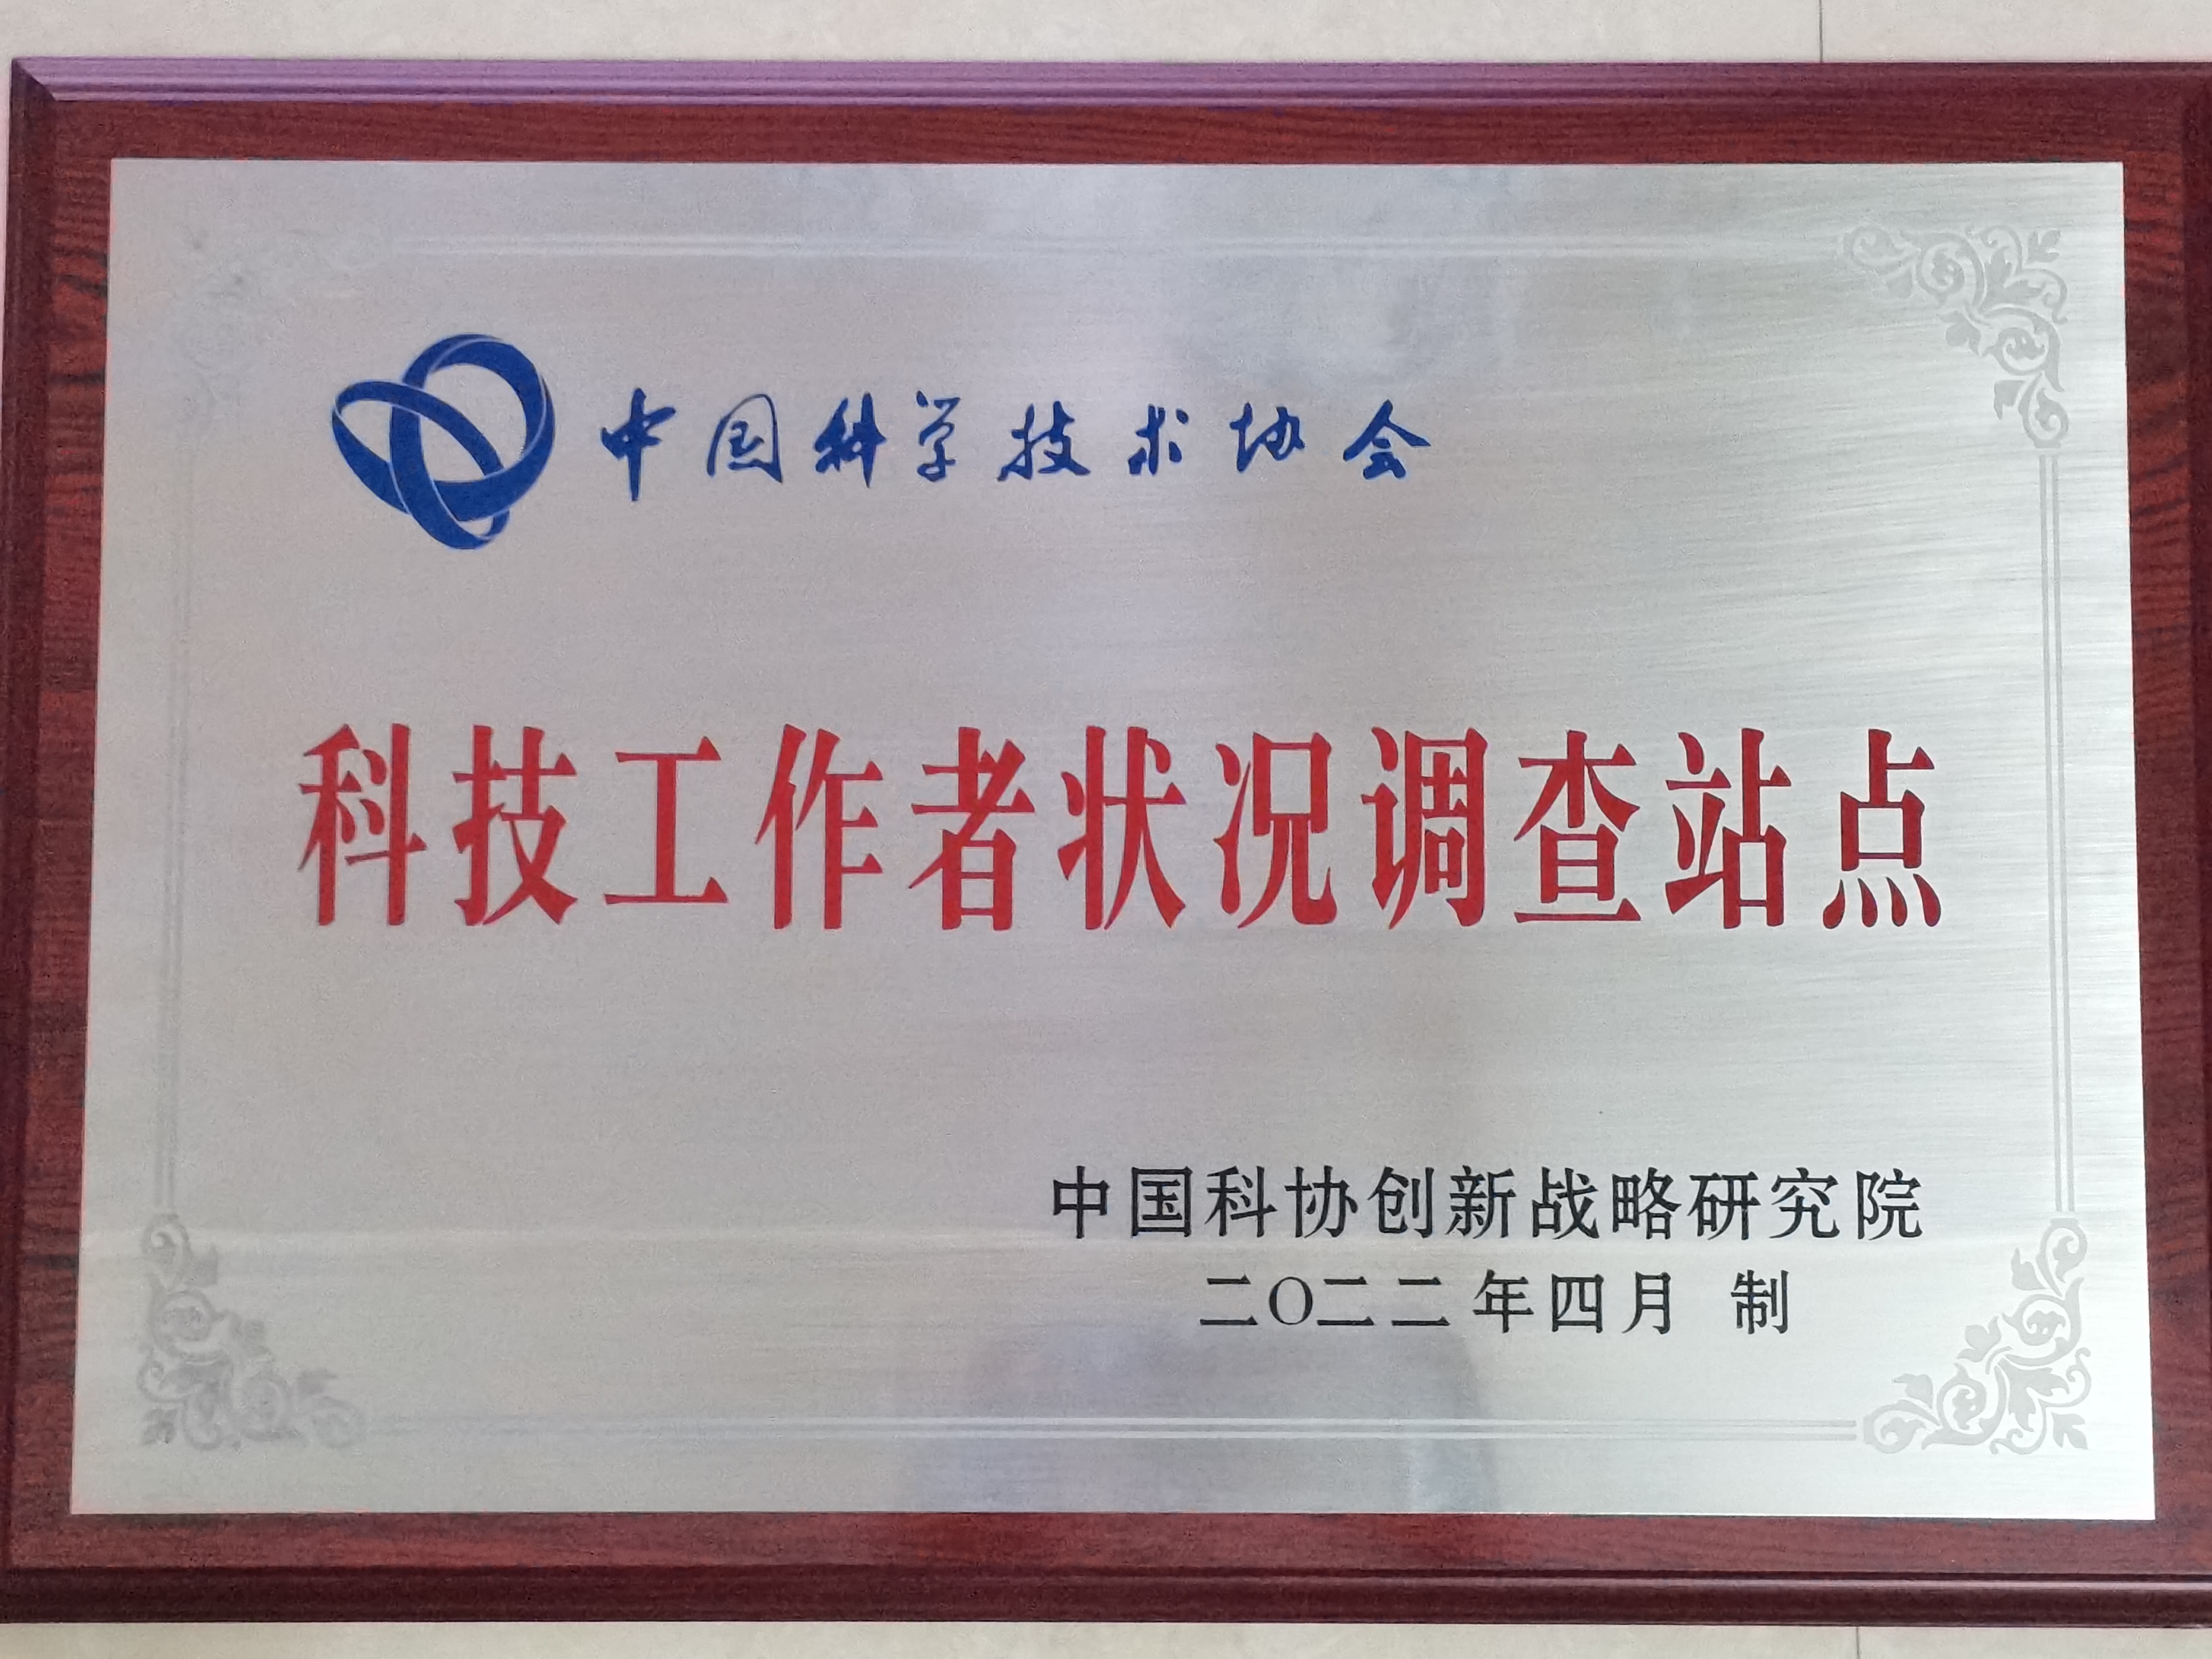 中国科学技术协会
科技工作者状况调查站点
中国科协创新战略研究院
二〇二二年四月 制